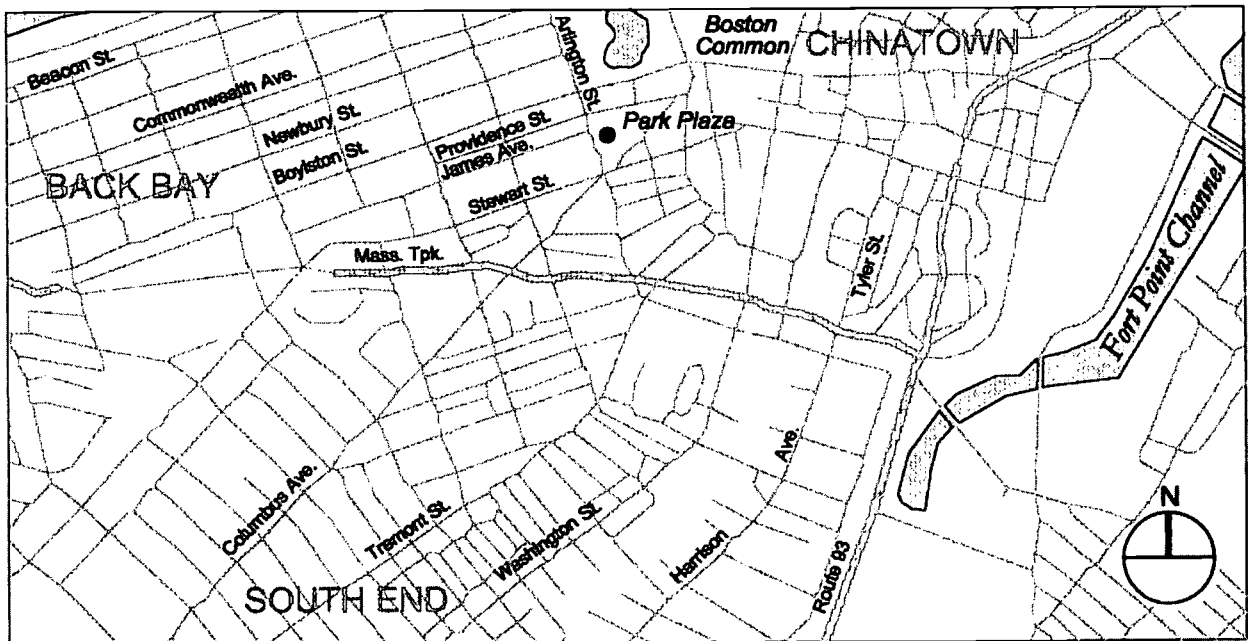 Boston
Common
CHINATOWN
Beacon St.
Arlington St.
Commonwealth Ave.
Newbury St.
Providence St.
Park Plaza
Boylston St.
James Ave.
BACK BAY
Stewart St.
Mass. Tpk.
Tyler St.
Fort Point Channel
Columbus Ave.
Tremont St.
Washington St.
Harrison
Ave.
Route 93
SOUTH END
N